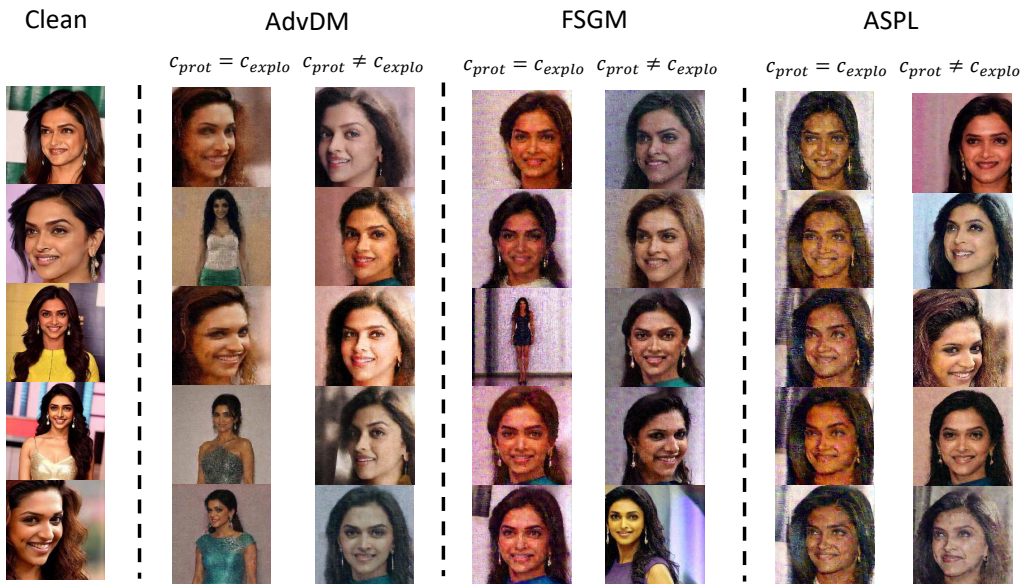 Clean AdvDM FSGM ASPL
c_prot = c_explo c_prot ≠ c_explo c_prot = c_explo c_prot ≠ c_explo c_prot = c_explo c_prot ≠ c_explo